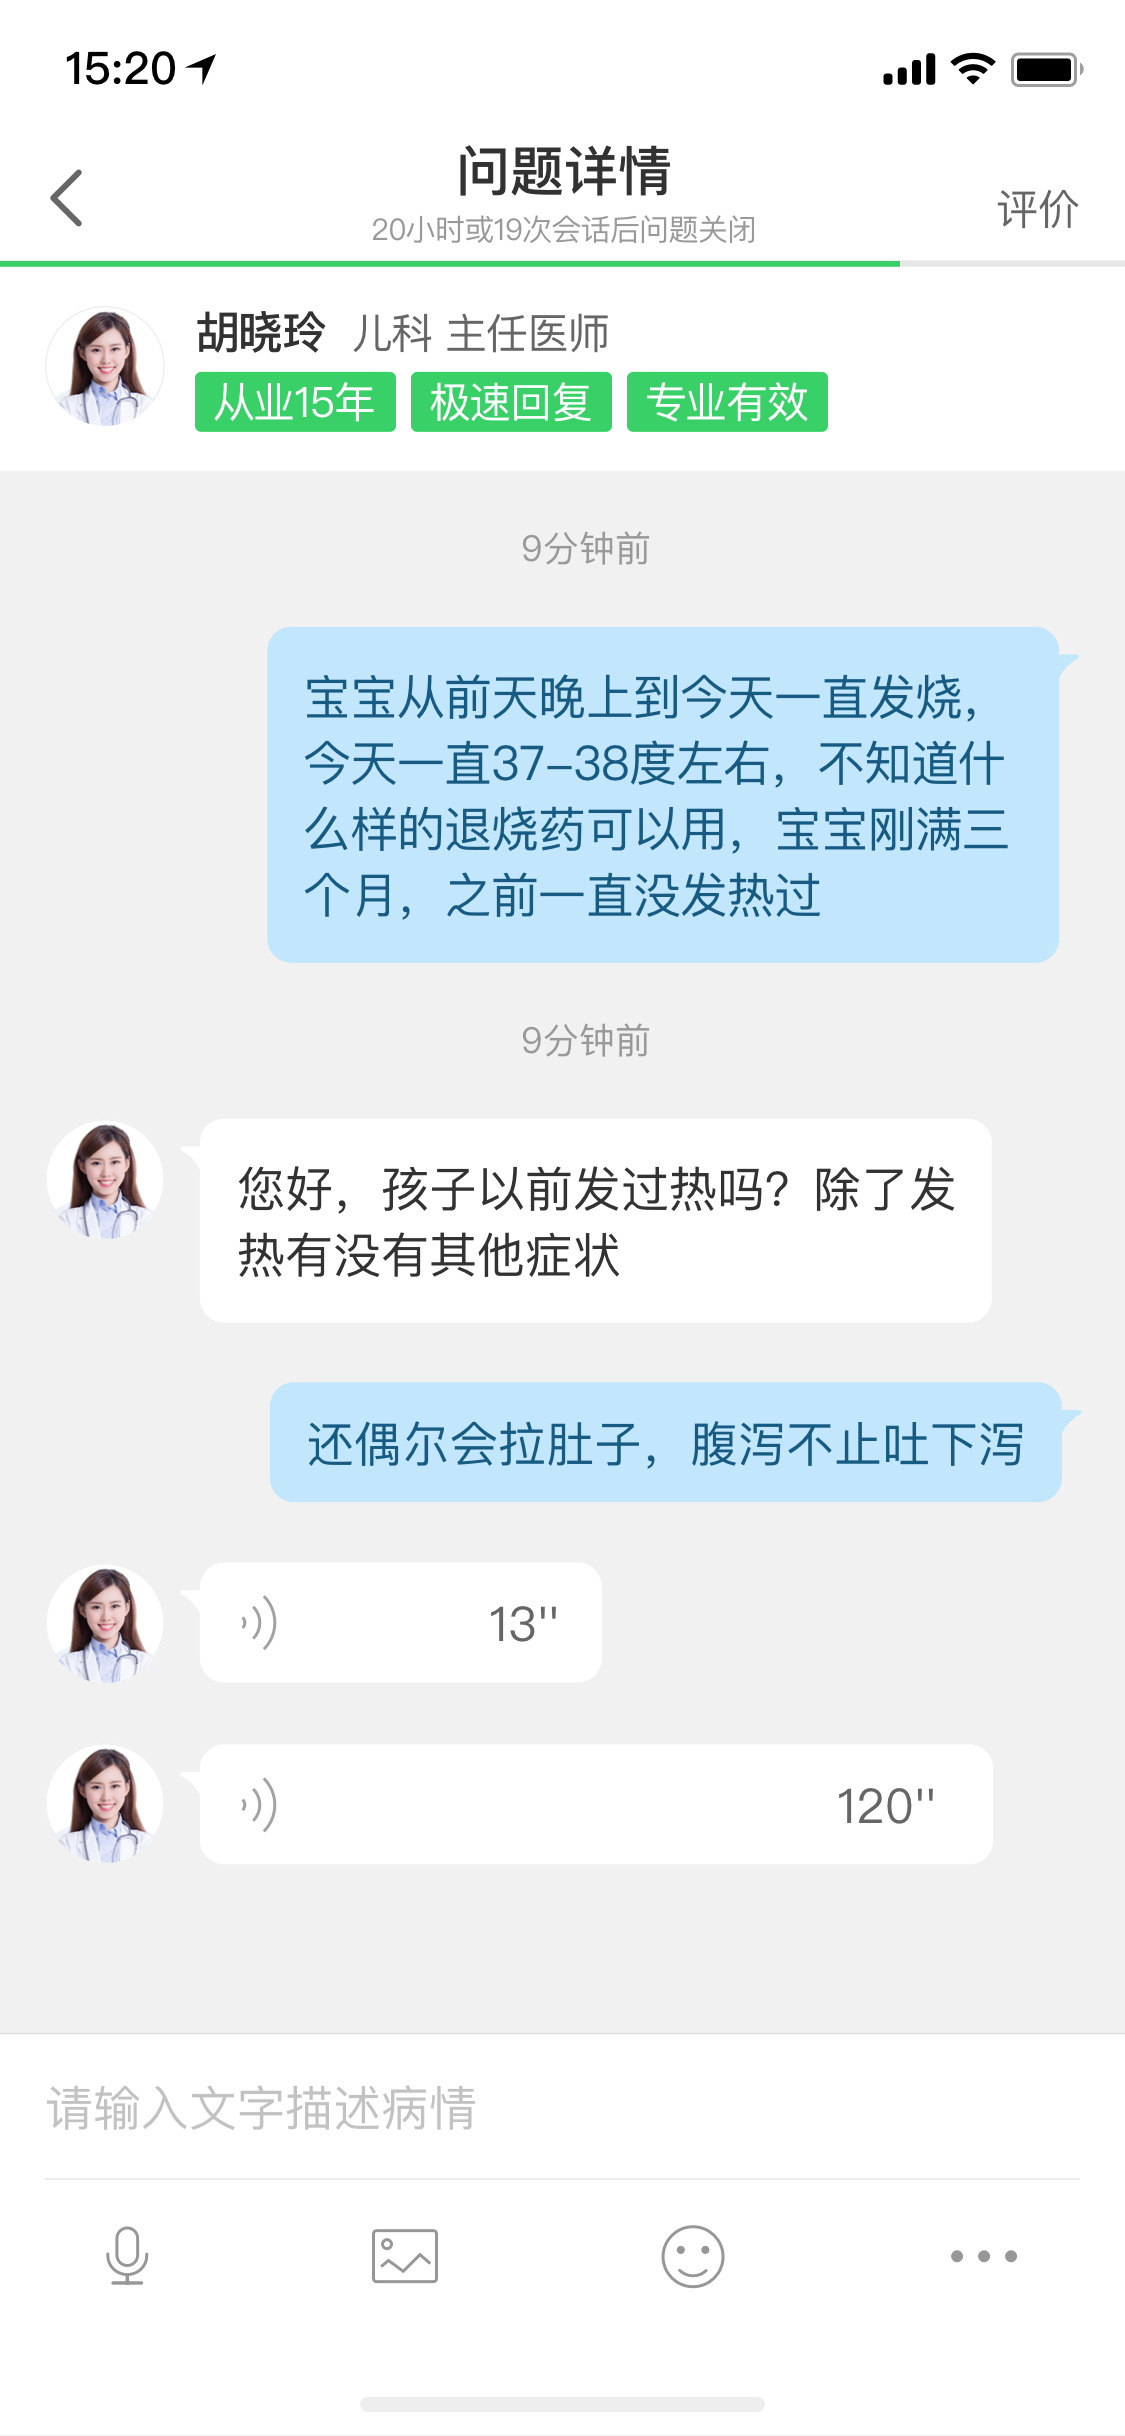 15:20
问题详情
20小时或19次会话后问题关闭
评价
胡晓玲 儿科 主任医师
从业15年 极速回复 专业有效
9分钟前
宝宝从前天晚上到今天一直发烧，
今天一直37-38度左右，不知道什
么样的退烧药可以用，宝宝刚满三
个月，之前一直没发热过
9分钟前
您好，孩子以前发过热吗？除了发
热有没有其他症状
还偶尔会拉肚子，腹泻不止吐下泻
13''
120''
请输入文字描述病情